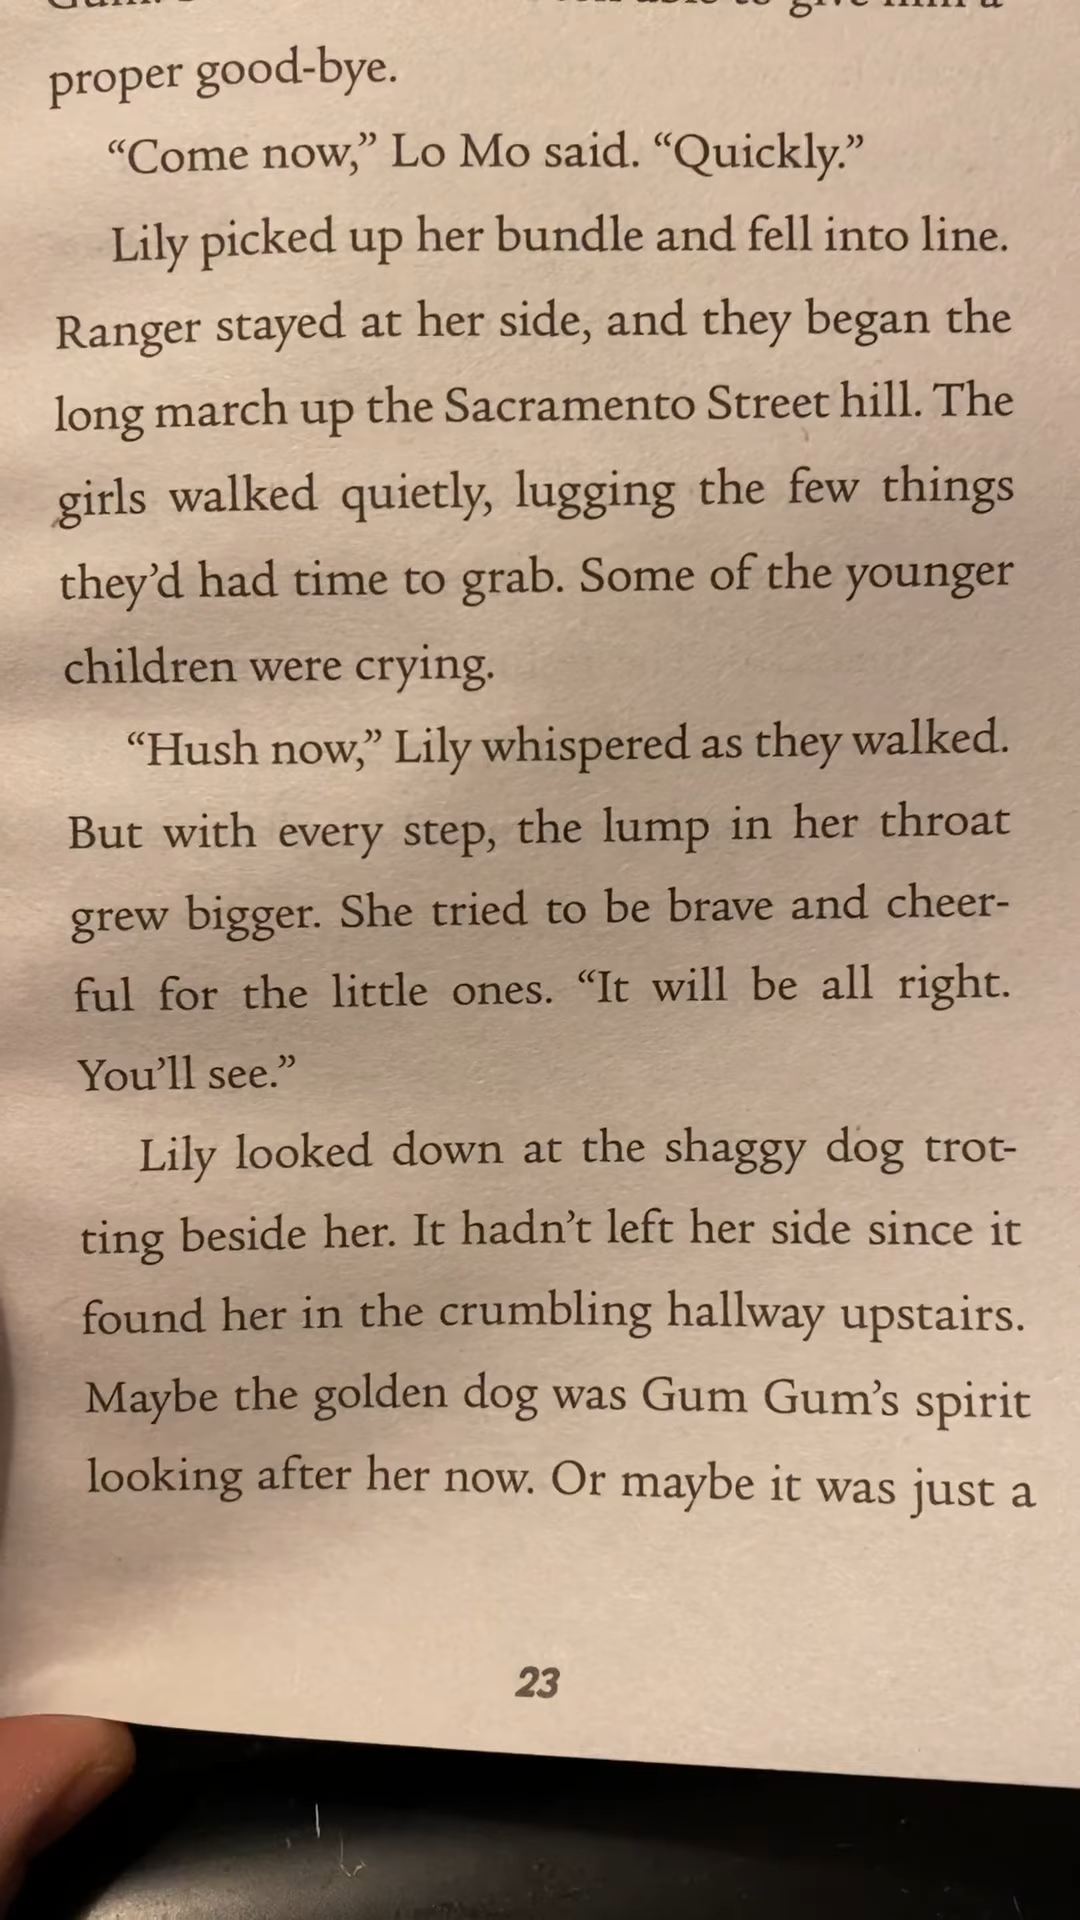 to give him a
proper good-bye.
“Come now,” Lo Mo said. “Quickly.”
Lily picked up her bundle and fell into line.
Ranger stayed at her side, and they began the
long march up the Sacramento Street hill. The
girls walked quietly, lugging the few things
they’d had time to grab. Some of the younger
children were crying.
“Hush now,” Lily whispered as they walked.
But with every step, the lump in her throat
grew bigger. She tried to be brave and cheer-
ful for the little ones. “It will be all right.
You’ll see.”
Lily looked down at the shaggy dog trot-
ting beside her. It hadn’t left her side since it
found her in the crumbling hallway upstairs.
Maybe the golden dog was Gum Gum’s spirit
looking after her now. Or maybe it was just a
23